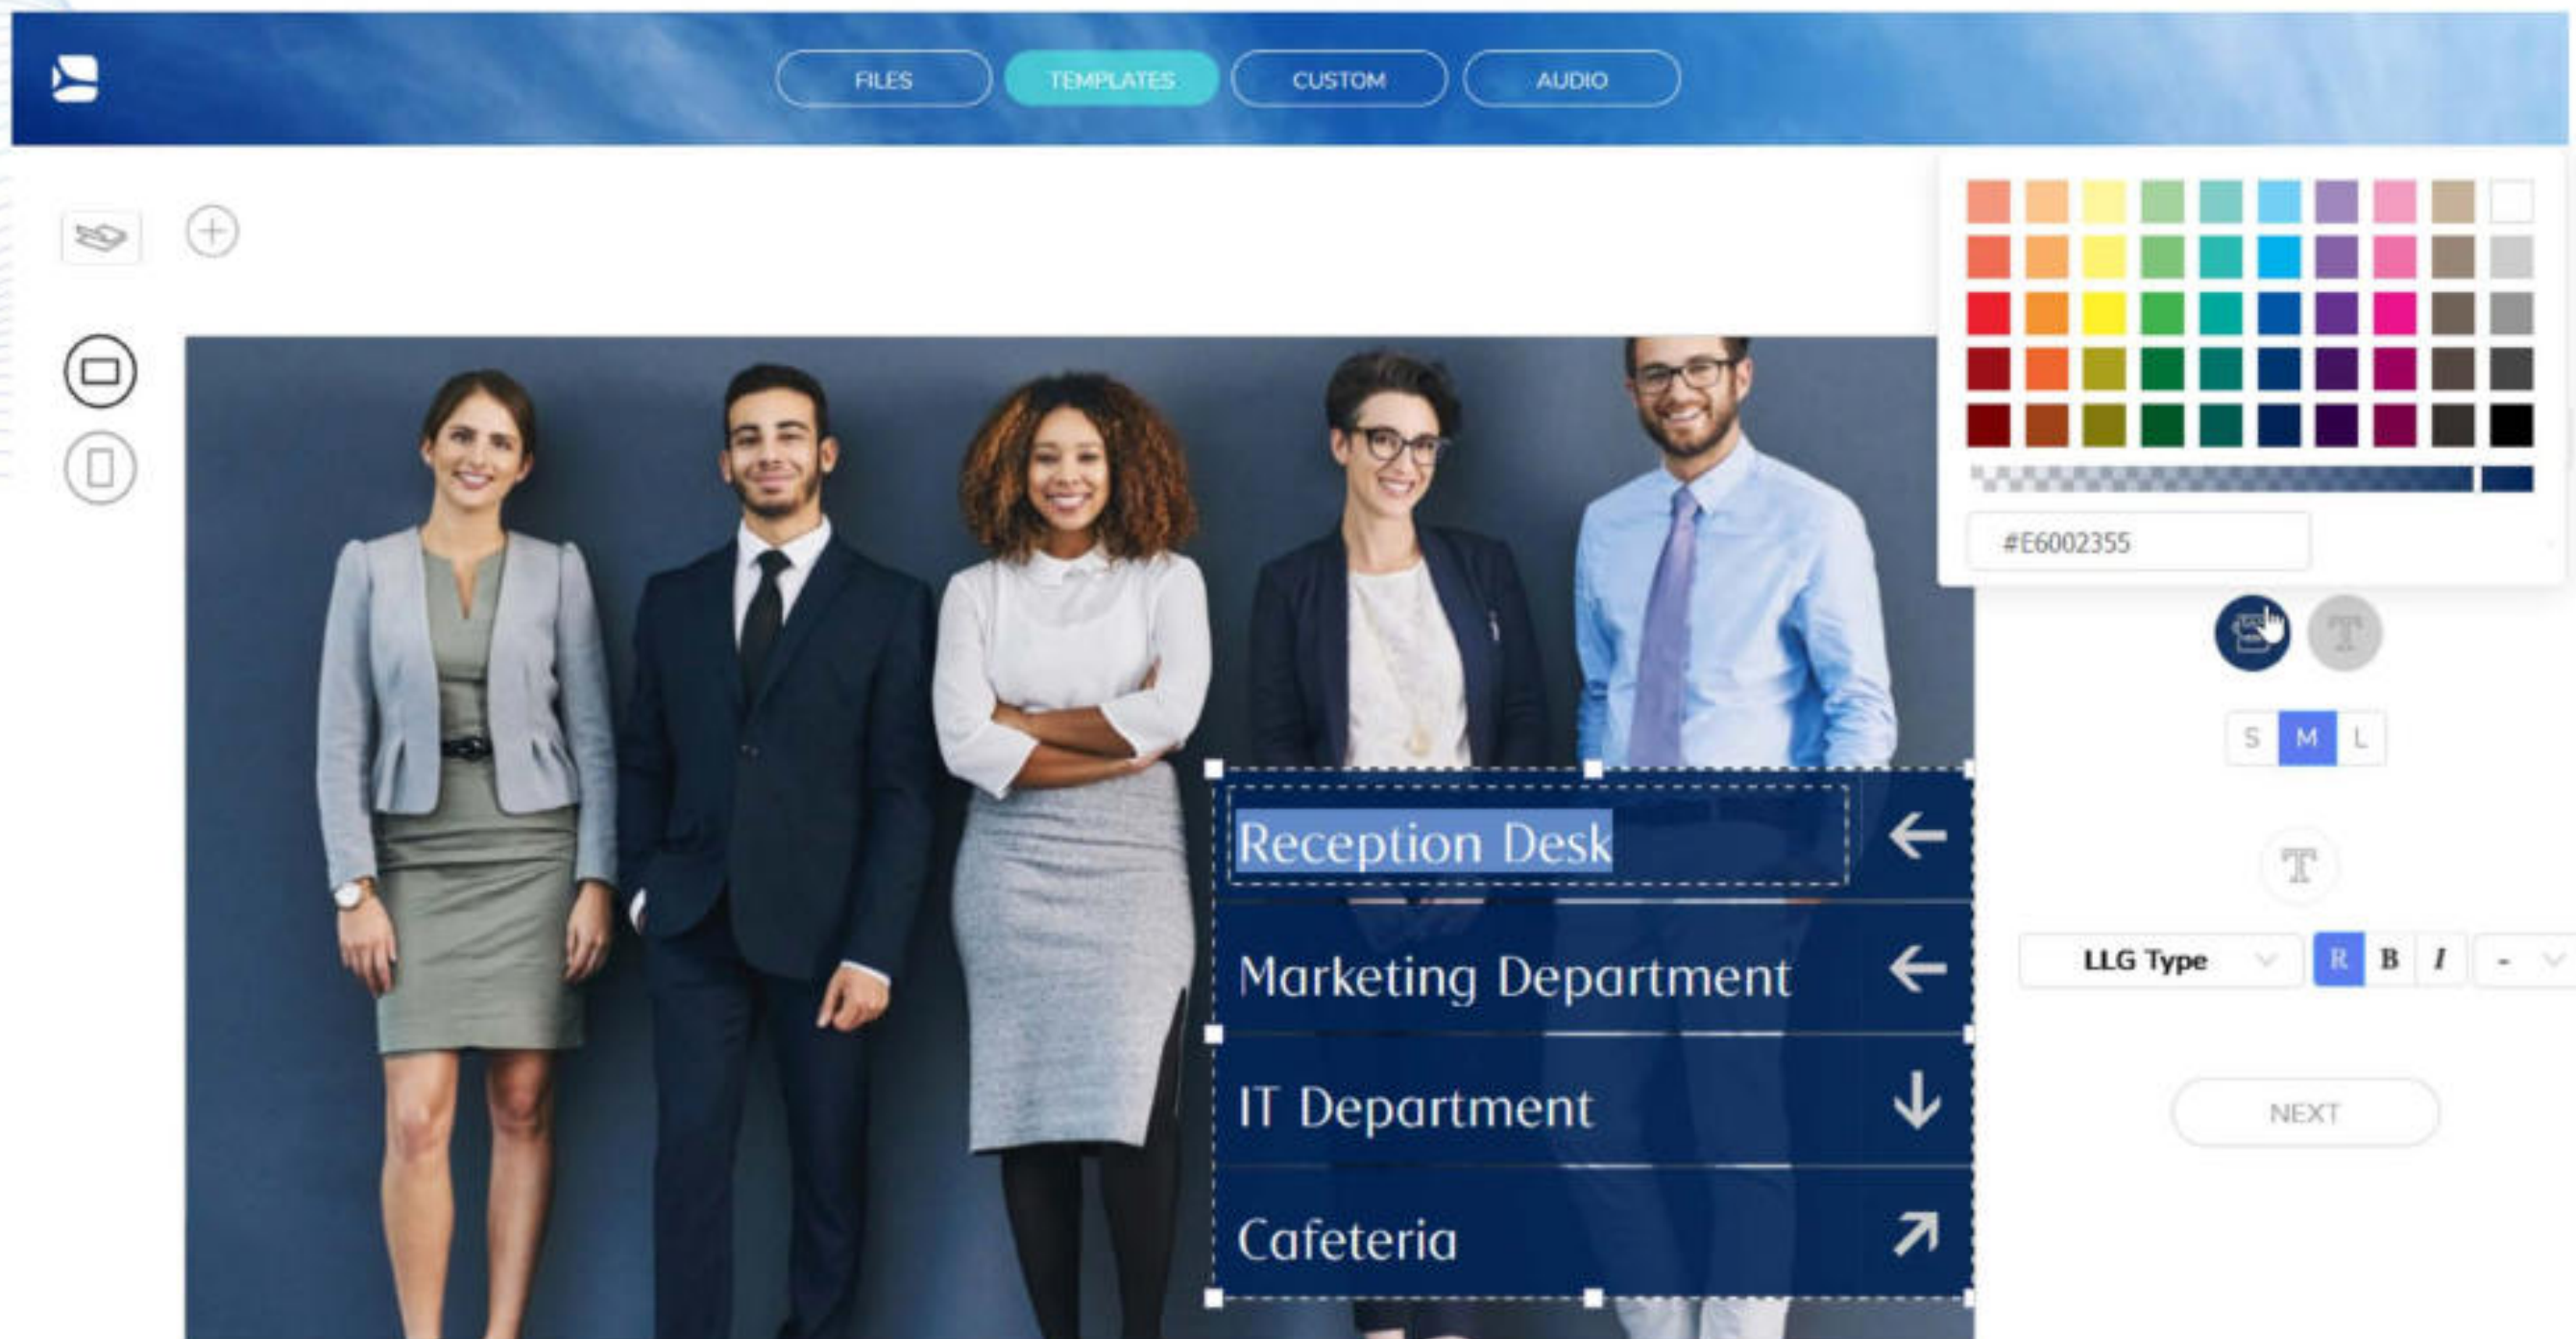 FILES
TEMPLATES
CUSTOM
AUDIO
#E6002355
T
S M L
Reception Desk
Marketing Department
IT Department
Cafeteria
T
LLG Type R B I -
NEXT